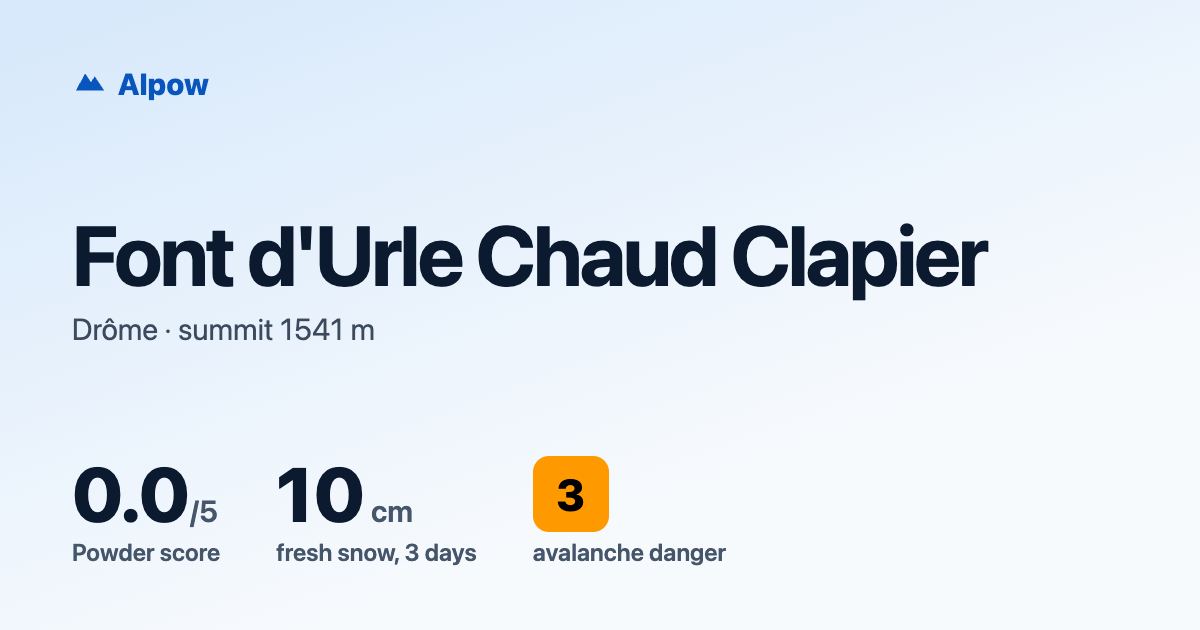 Alpow
Font d'Urle Chaud Clapier
Drôme · summit 1541 m
0.0/5
Powder score
10 cm
fresh snow, 3 days
3
avalanche danger